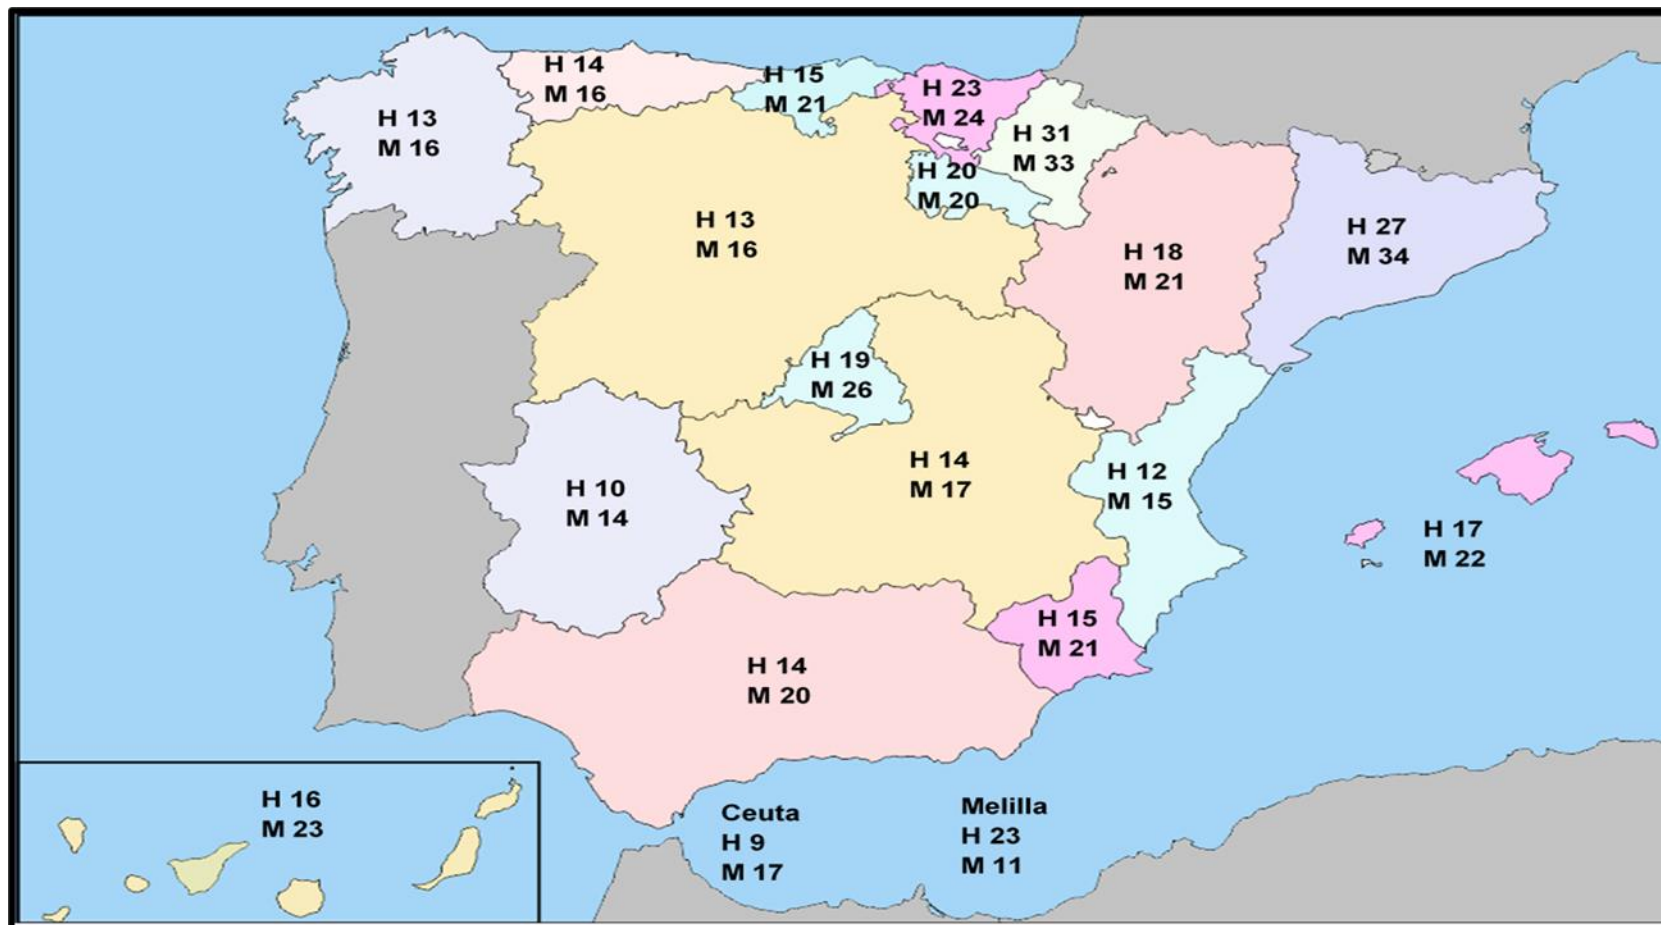 H 14
M 16
H 15
M 21
H 23
M 24
H 13
M 16
H 31
M 33
H 20
M 20
H 13
M 16
H 27
M 34
H 18
M 21
H 19
M 26
H 14
M 17
H 12
M 15
H 10
M 14
H 17
M 22
H 15
M 21
H 14
M 20
H 16
M 23
Ceuta
H 9
M 17
Melilla
H 23
M 11